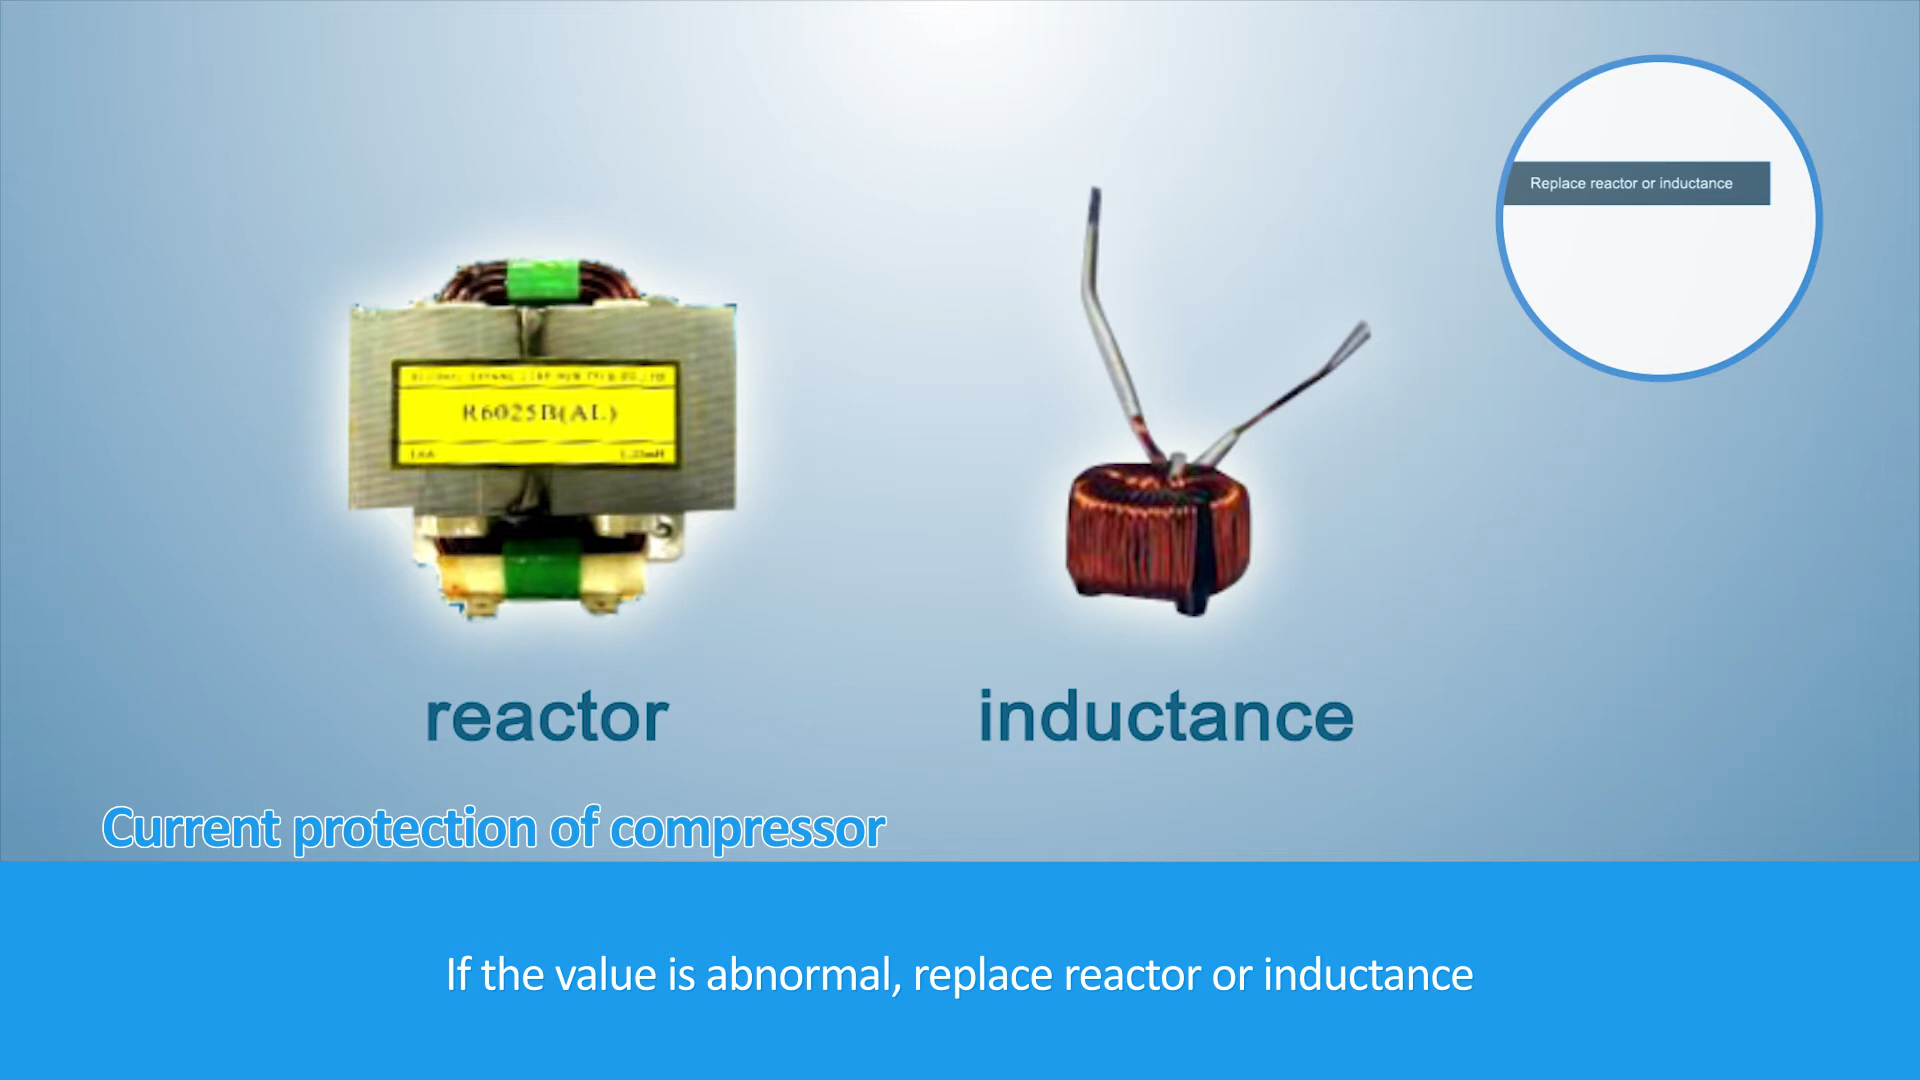 Replace reactor or inductance
R6025B(AL)
reactor
inductance
Current protection of compressor
If the value is abnormal, replace reactor or inductance